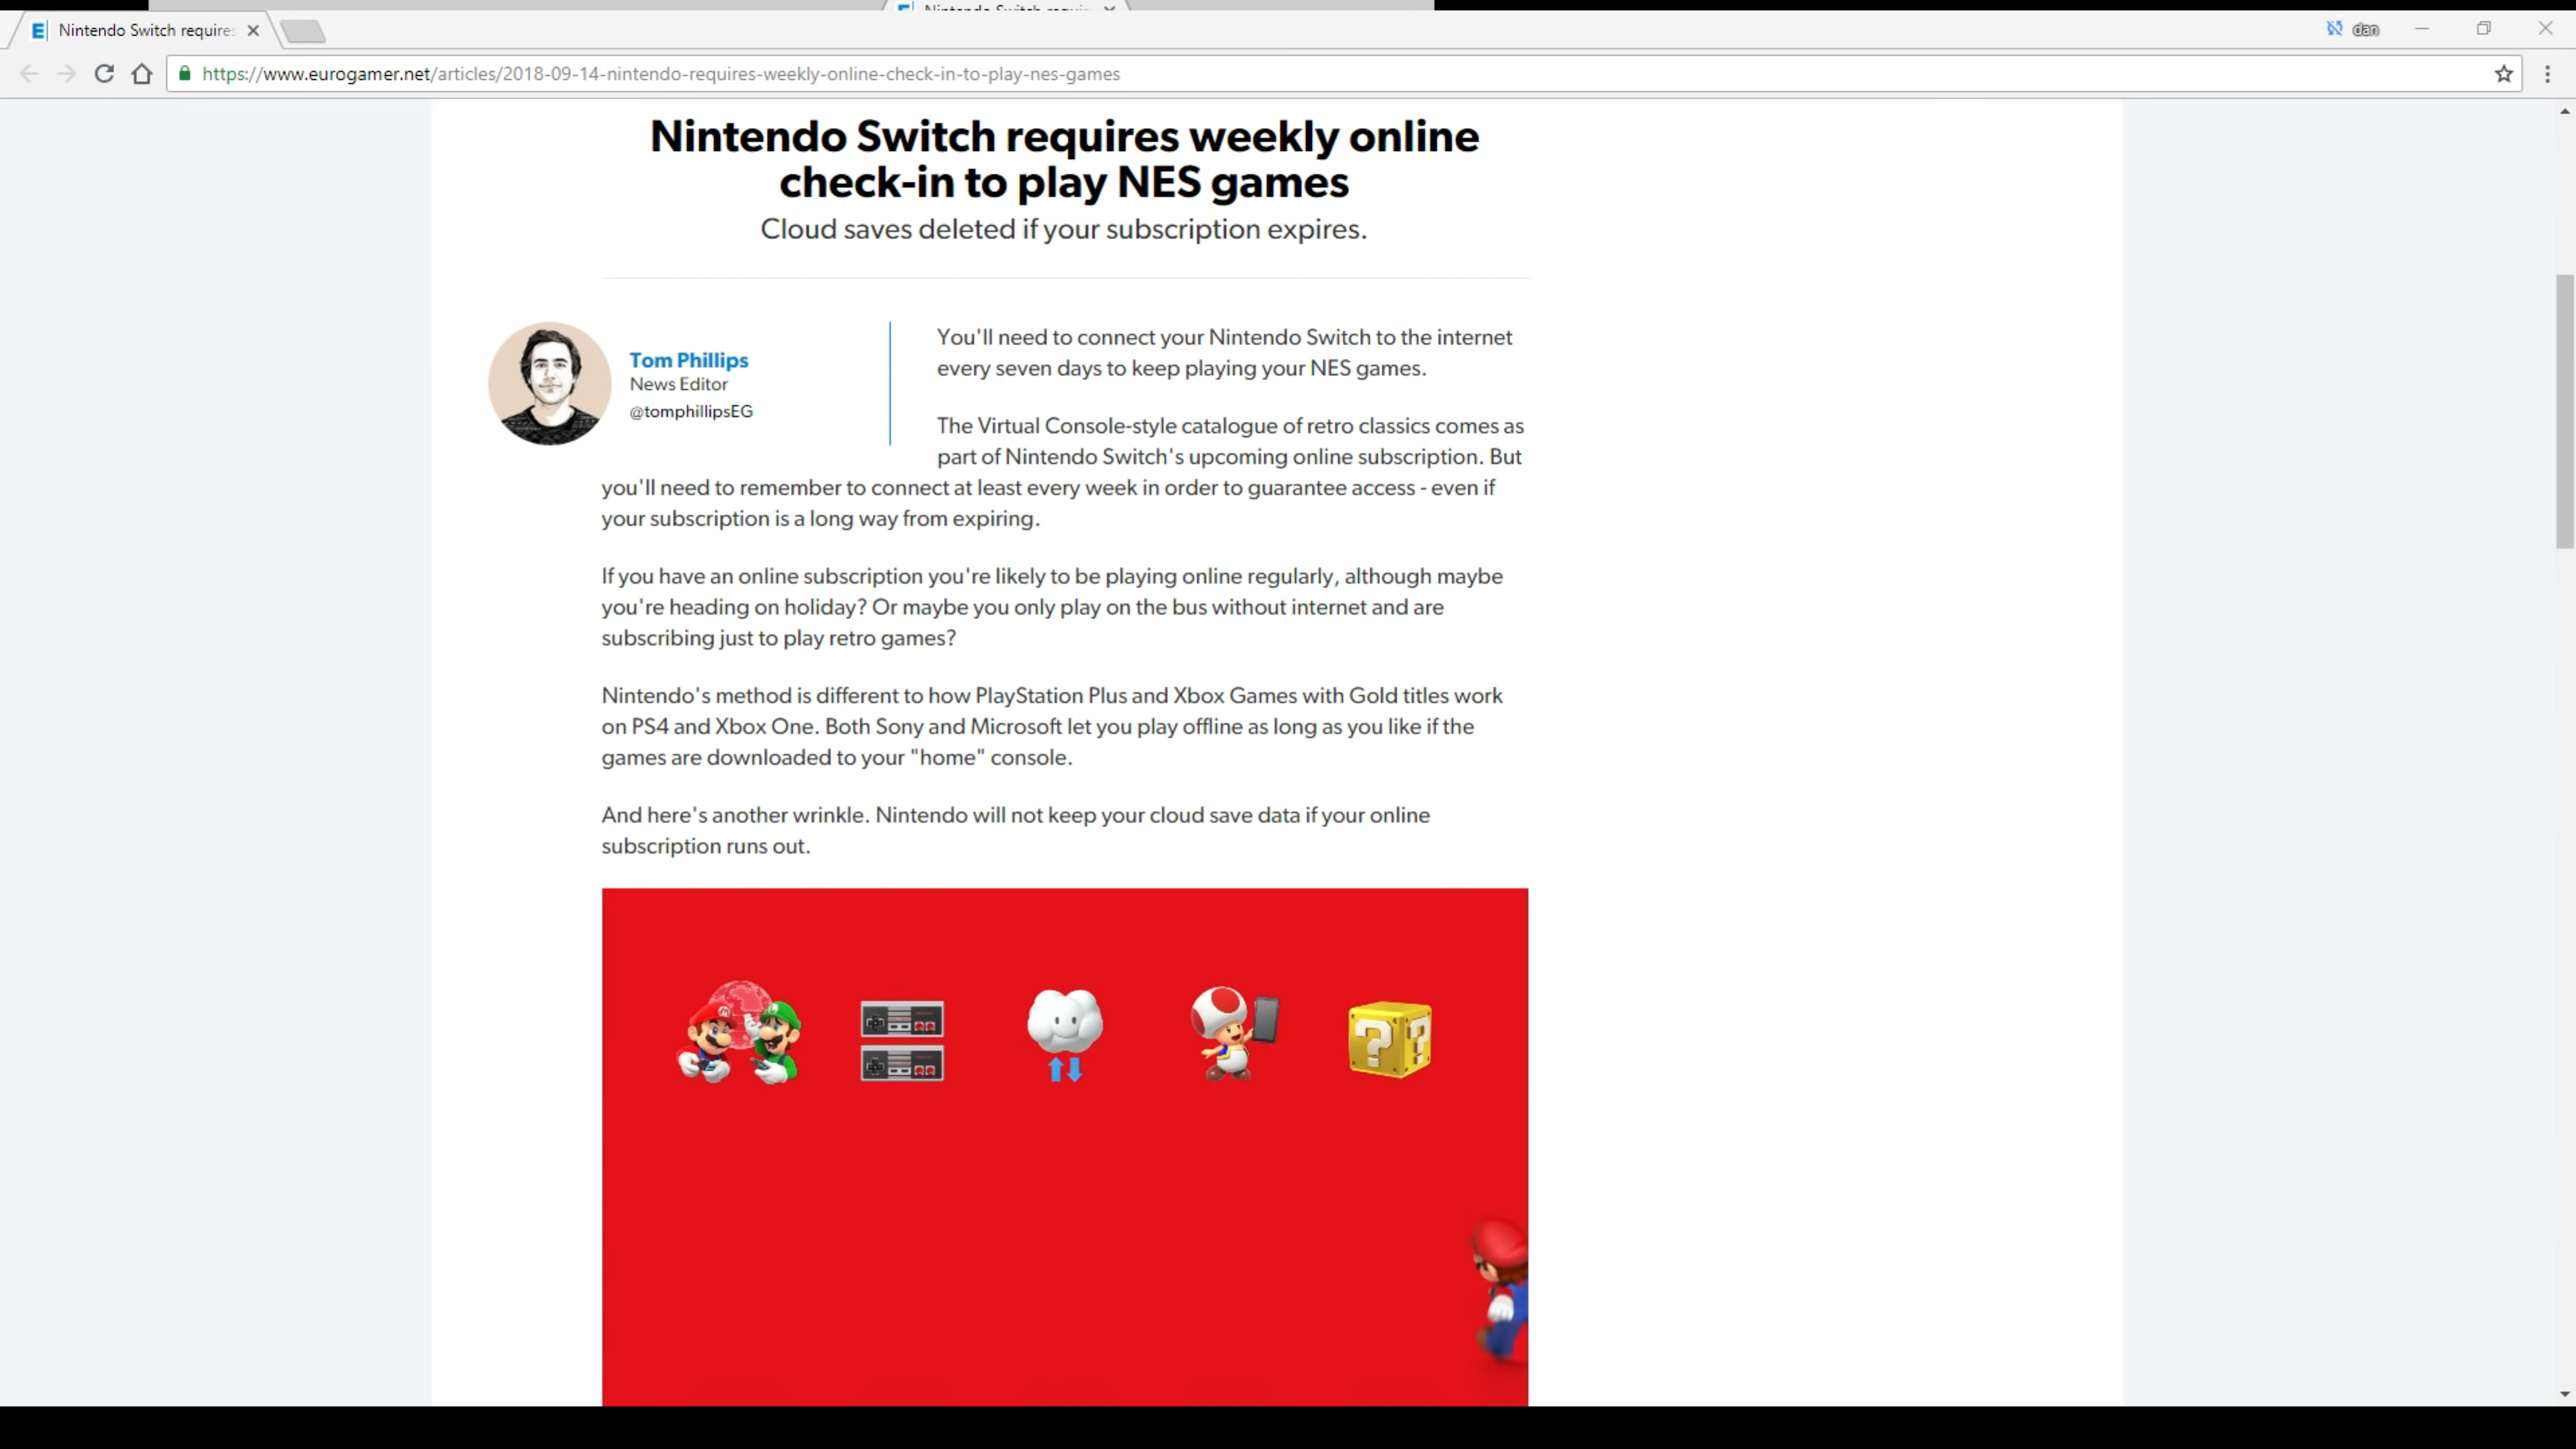 Nintendo Switch requir
E Nintendo Switch require
dan
https://www.eurogamer.net/articles/2018-09-14-nintendo-requires-weekly-online-check-in-to-play-nes-games
Nintendo Switch requires weekly online
check-in to play NES games
Cloud saves deleted if your subscription expires.
Tom Phillips
News Editor
@tomphillipsEG
You'll need to connect your Nintendo Switch to the internet
every seven days to keep playing your NES games.
The Virtual Console-style catalogue of retro classics comes as
part of Nintendo Switch's upcoming online subscription. But
you'll need to remember to connect at least every week in order to guarantee access - even if
your subscription is a long way from expiring.
If you have an online subscription you're likely to be playing online regularly, although maybe
you're heading on holiday? Or maybe you only play on the bus without internet and are
subscribing just to play retro games?
Nintendo's method is different to how PlayStation Plus and Xbox Games with Gold titles work
on PS4 and Xbox One. Both Sony and Microsoft let you play offline as long as you like if the
games are downloaded to your "home" console.
And here's another wrinkle. Nintendo will not keep your cloud save data if your online
subscription runs out.
M
? ?